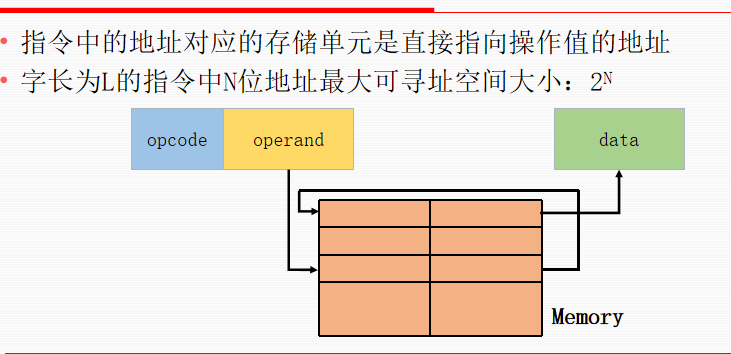 • 指令中的地址对应的存储单元是直接指向操作值的地址
• 字长为L的指令中N位地址最大可寻址空间大小：2ᴺ
opcode operand data
Memory